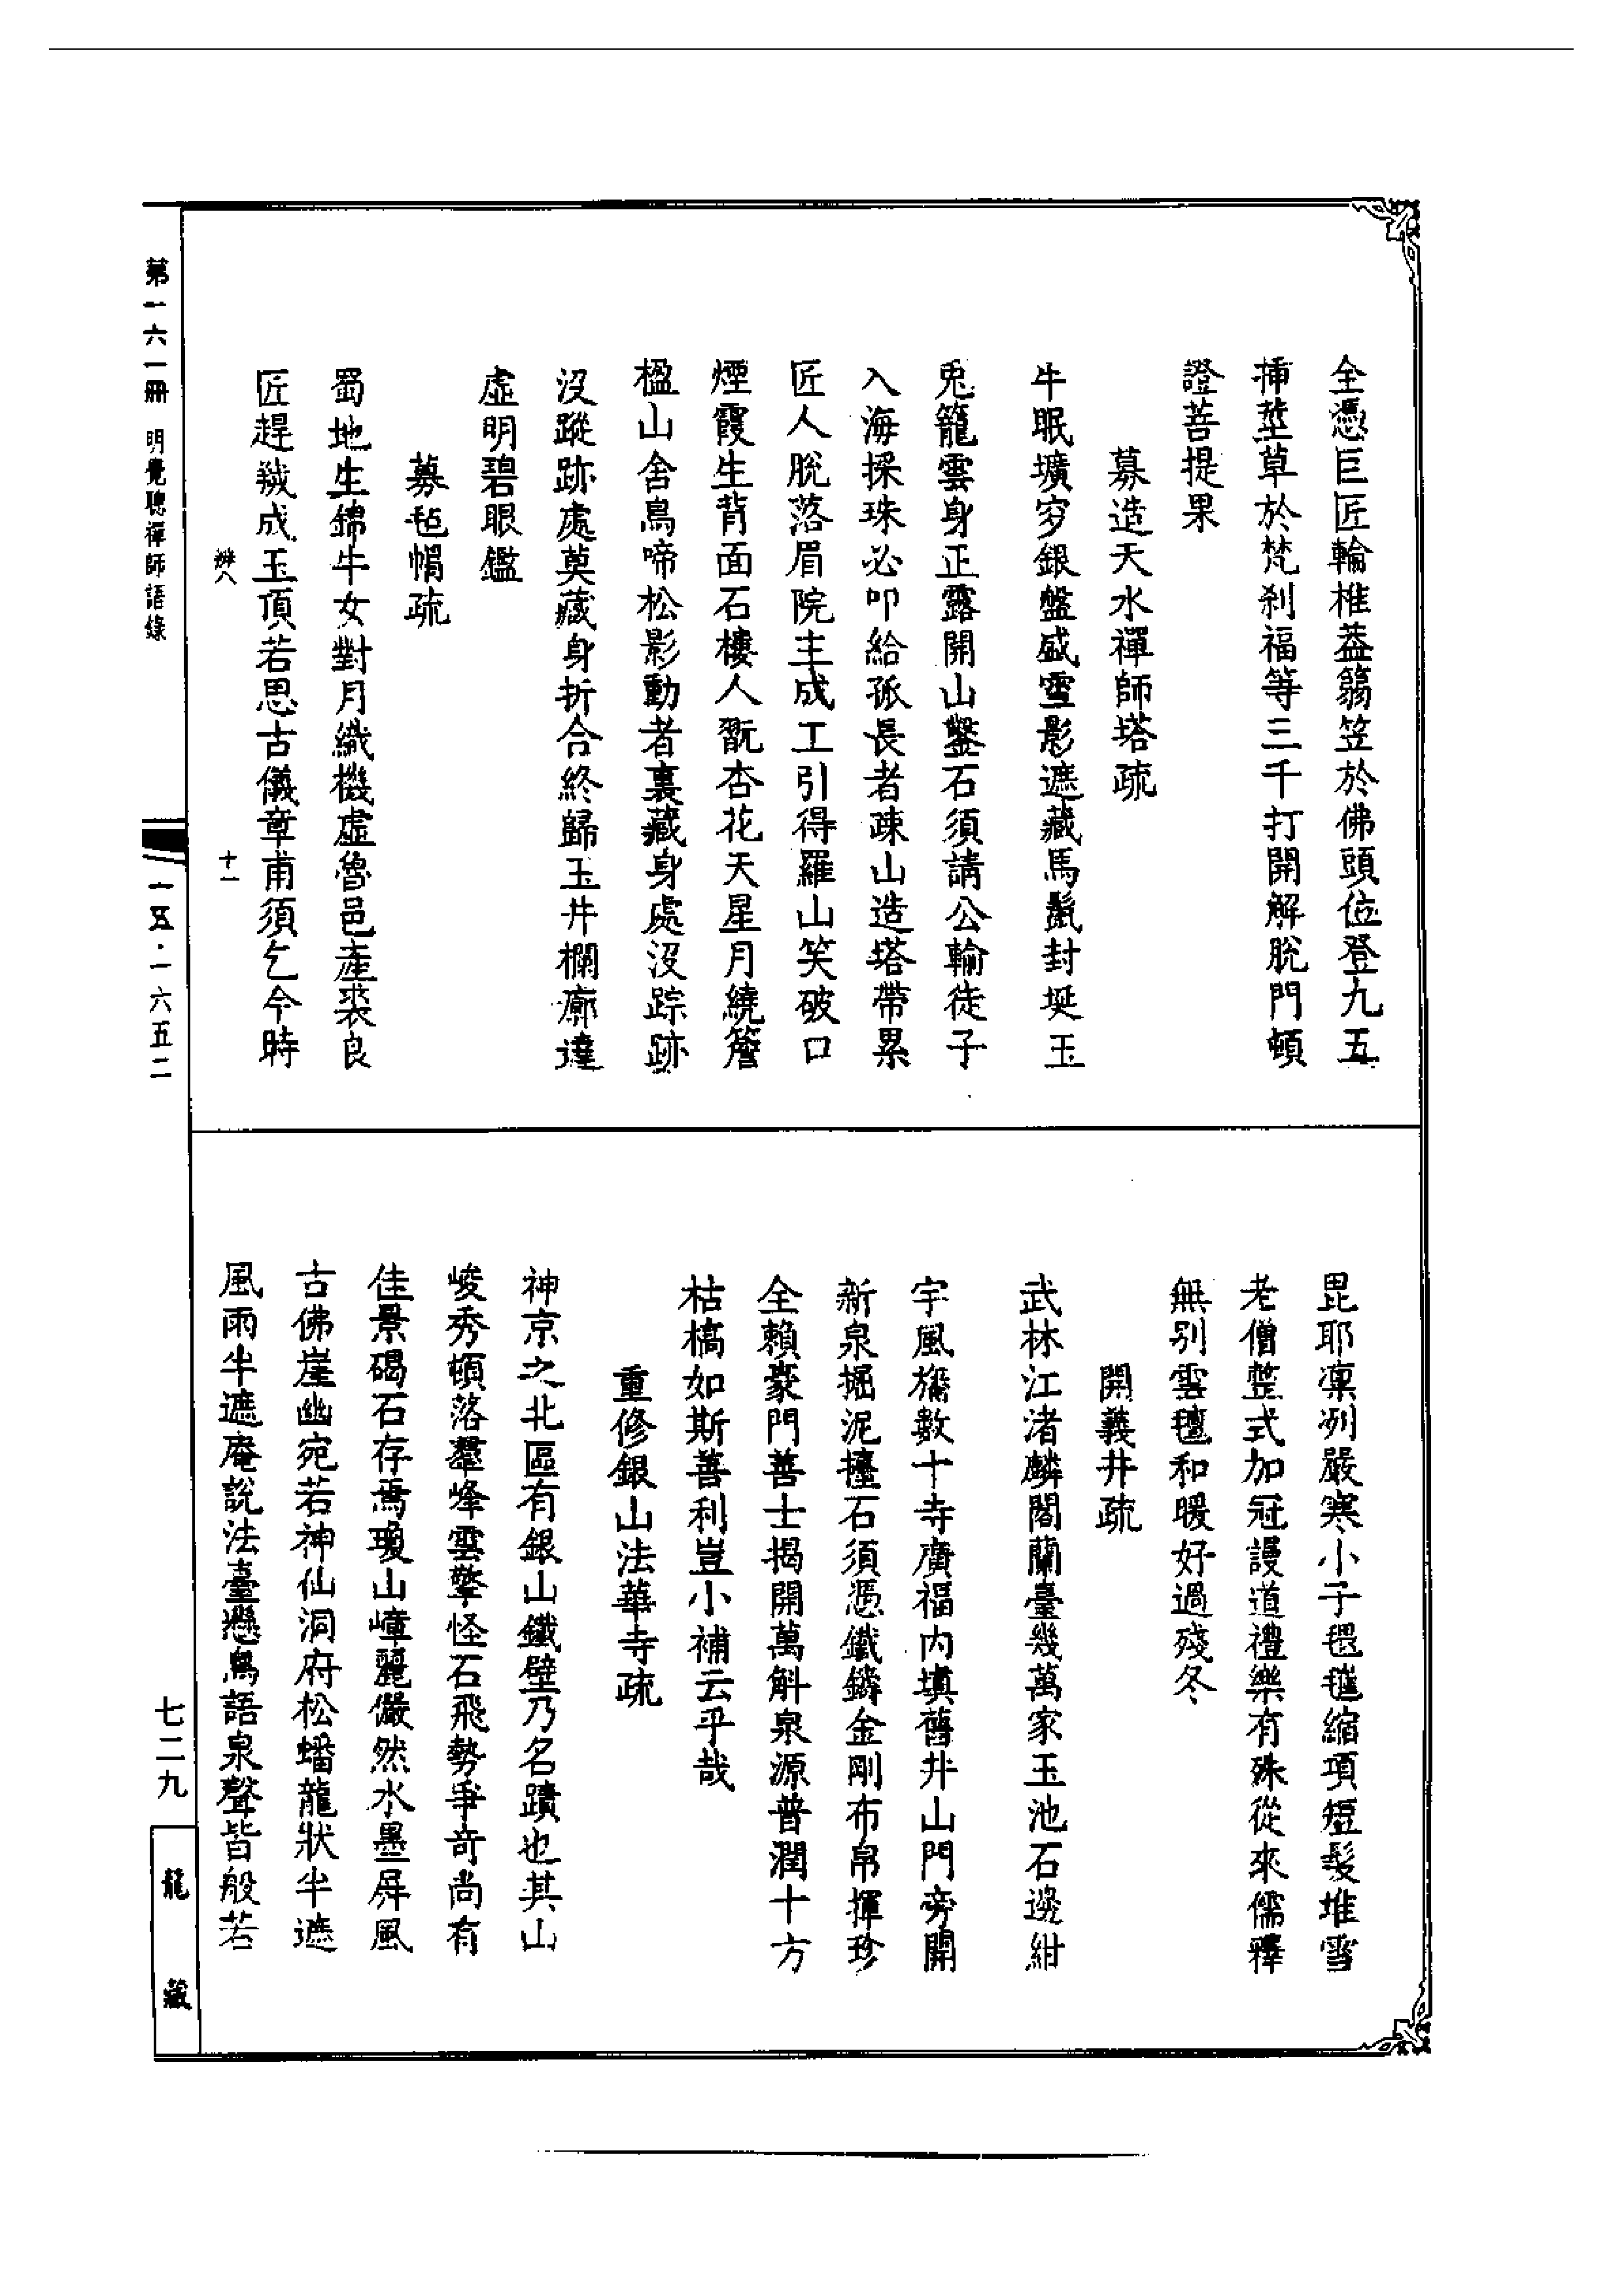 全憑巨匠輪椎葢篛笠於佛頭位登九五
揷莖草於梵刹福等三千打開解脫門頓
證菩提果
募造天水禪師塔疏
牛眠壙穸銀盤盛雪影遮藏馬鬣封埏玉
兎籠雲身正露開山鑿石須請公輸徒子
入海採珠必叩給孤長者疎山造塔帶累
匠人脫落眉院主成工引得羅山笑破口
煙霞生背面石樓人翫杏花天星月繞簷
楹山舍鳥啼松影動者裏藏身處沒踪跡
沒蹤跡處莫藏身折合終歸玉井欄廓達
虛明碧眼鑑
募毡帽疏
蜀地生錦牛女對月織機虛魯邑產裘良
匠趕𣰽成玉頂若思古儀章甫須乞今時
毘耶凜冽嚴寒小子毸毢縮項短髮堆雪
老僧整式加冠謾道禮樂有殊從來儒釋
無别雲氊和暖好過殘冬
開義井疏
武林江渚麟閣蘭臺幾萬家玉池石邊紺
宇風旛數十寺廣福内塡舊井山門旁開
新泉掘泥擡石須憑鐵鏻金剛布帛揮珍
全賴豪門善士揭開萬斛泉源普潤十方
枯槁如斯善利豈小補云乎哉
重修銀山法華寺疏
神京之北區有銀山鐵壁乃名蹟也其山
峻秀頓落羣峰雲擎怪石飛勢爭奇尚有
佳景碣石存焉瓊山嶂麗儼然水墨屏風
古佛崖幽宛若神仙洞府松蟠龍狀半遮
風雨半遮庵說法臺懸鳥語泉聲皆般若
第一六一冊 明覺聰禪師語錄
辨八
十一
一五·一六五二
七二九
龍藏